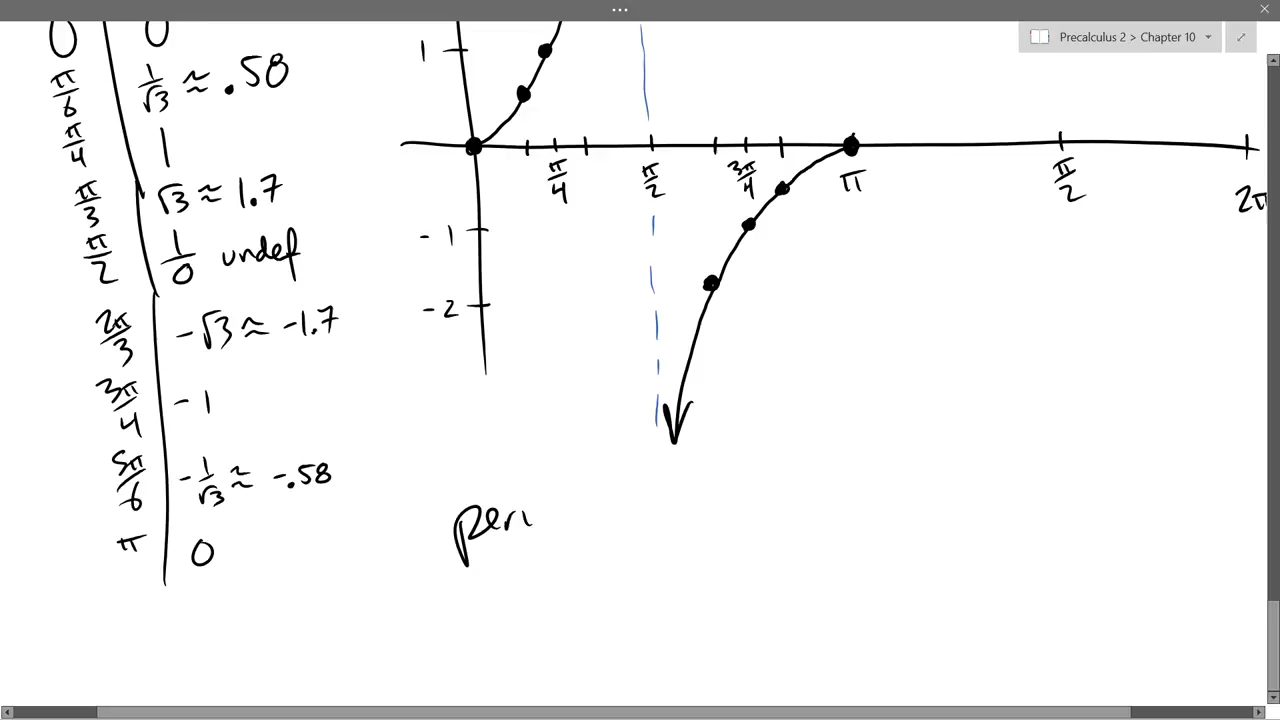 Precalculus 2 > Chapter 10
0 0
π/6 1/√3 ≈ .58
π/4 1
π/3 √3 ≈ 1.7
π/2 1/0 undef
2π/3 -√3 ≈ -1.7
3π/4 -1
5π/6 -1/√3 ≈ -.58
π 0
1
π/4 π/2 3π/4 π π/2 2π
-1
-2
peri